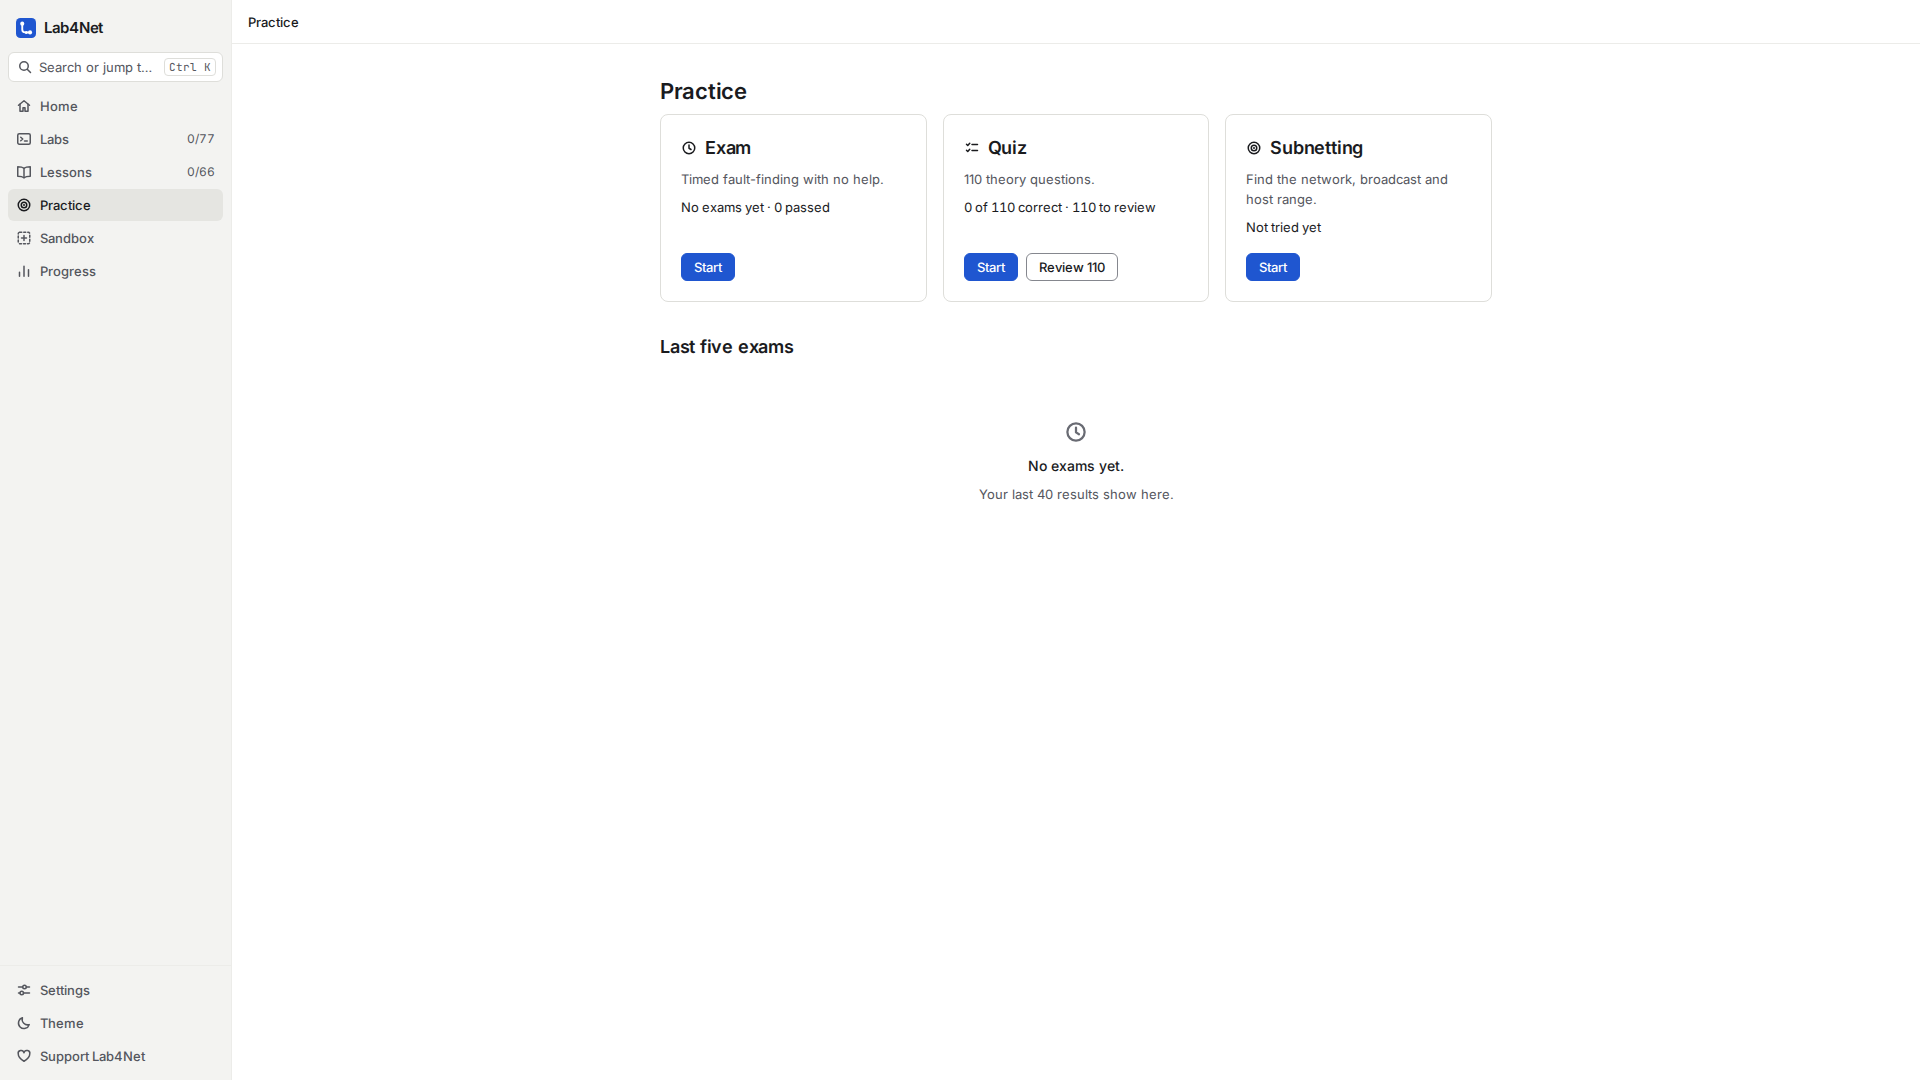 Lab4Net
Search or jump t...
Ctrl K
Home
Labs 0/77
Lessons 0/66
Practice
Sandbox
Progress
Settings
Theme
Support Lab4Net
Practice
Practice
Exam
Timed fault-finding with no help.
No exams yet · 0 passed
Start
Quiz
110 theory questions.
0 of 110 correct · 110 to review
Start
Review 110
Subnetting
Find the network, broadcast and
host range.
Not tried yet
Start
Last five exams
No exams yet.
Your last 40 results show here.